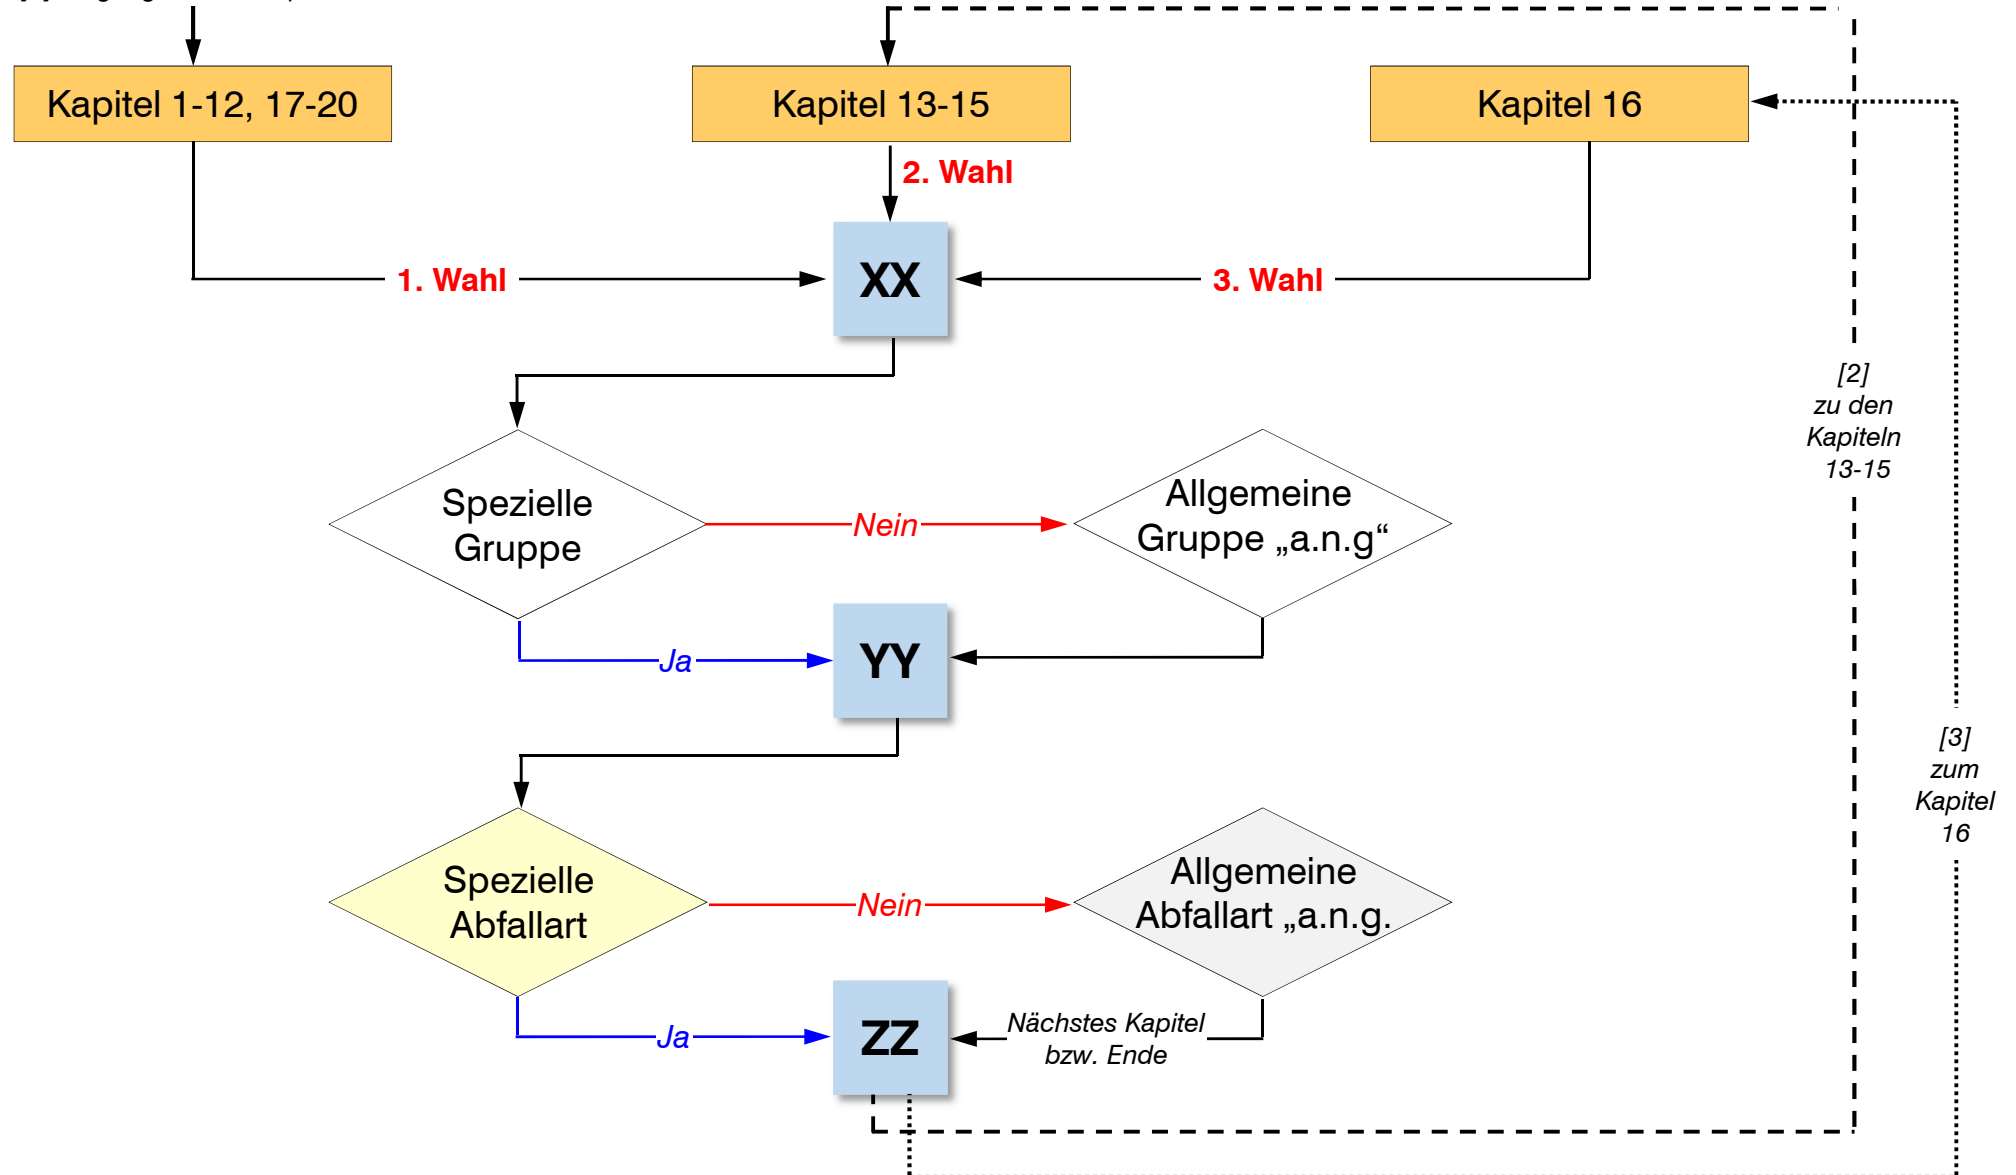 Kapitel 1-12, 17-20
Kapitel 13-15
Kapitel 16
2. Wahl
1. Wahl
XX
3. Wahl
[2]
zu den
Kapiteln
13-15
Spezielle
Gruppe
Nein
Allgemeine
Gruppe „a.n.g“
Ja
YY
[3]
zum
Kapitel
16
Spezielle
Abfallart
Nein
Allgemeine
Abfallart „a.n.g.
Ja
ZZ
Nächstes Kapitel
bzw. Ende